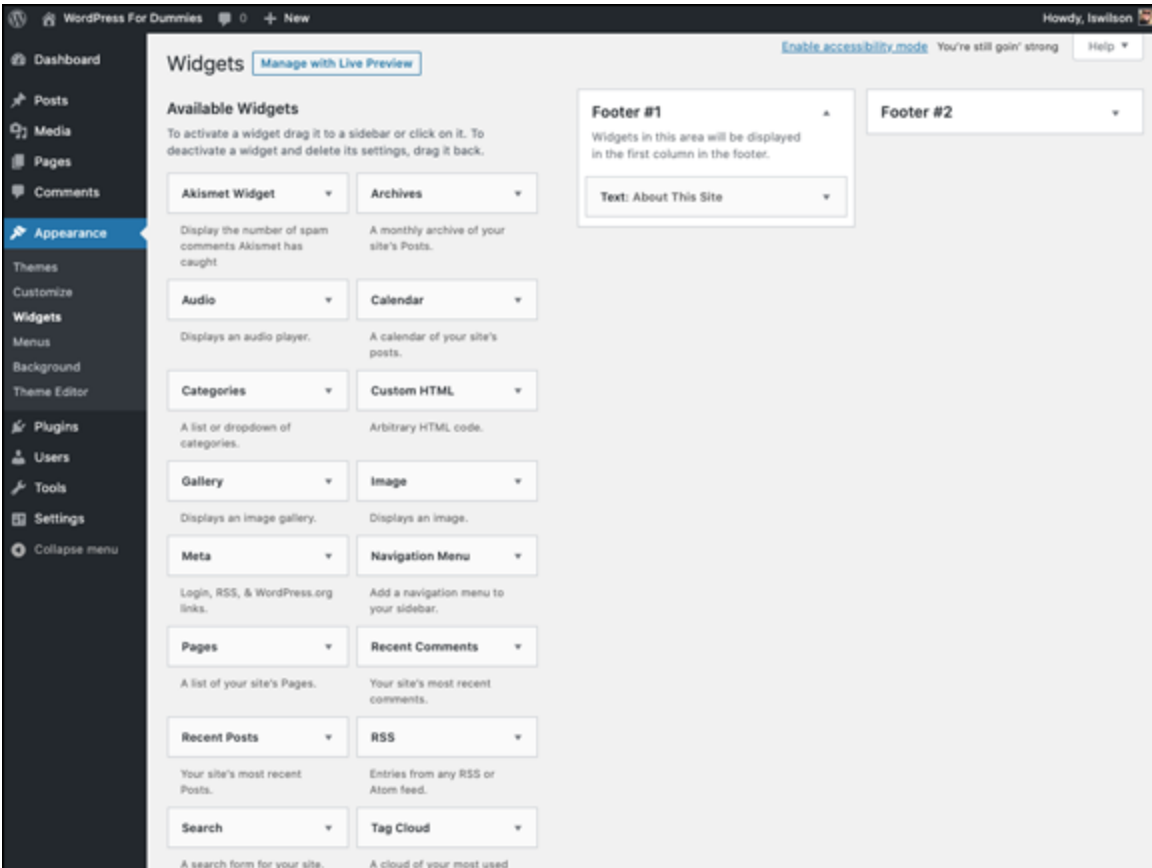 WordPress For Dummies 0 + New
Howdy, lswilson
Dashboard
Posts
Media
Pages
Comments
Appearance
Themes
Customize
Widgets
Menus
Background
Theme Editor
Plugins
Users
Tools
Settings
Collapse menu
Enable accessibility mode You're still goin' strong Help
Widgets Manage with Live Preview
Available Widgets
To activate a widget drag it to a sidebar or click on it. To
deactivate a widget and delete its settings, drag it back.
Akismet Widget
Display the number of spam
comments Akismet has
caught
Archives
A monthly archive of your
site's Posts.
Audio
Displays an audio player.
Calendar
A calendar of your site's
posts.
Categories
A list or dropdown of
categories.
Custom HTML
Arbitrary HTML code.
Gallery
Displays an image gallery.
Image
Displays an image.
Meta
Login, RSS, & WordPress.org
links.
Navigation Menu
Add a navigation menu to
your sidebar.
Pages
A list of your site's Pages.
Recent Comments
Your site's most recent
comments.
Recent Posts
Your site's most recent
Posts.
RSS
Entries from any RSS or
Atom feed.
Search
A search form for your site.
Tag Cloud
A cloud of your most used
Footer #1
Widgets in this area will be displayed
in the first column in the footer.
Text: About This Site
Footer #2